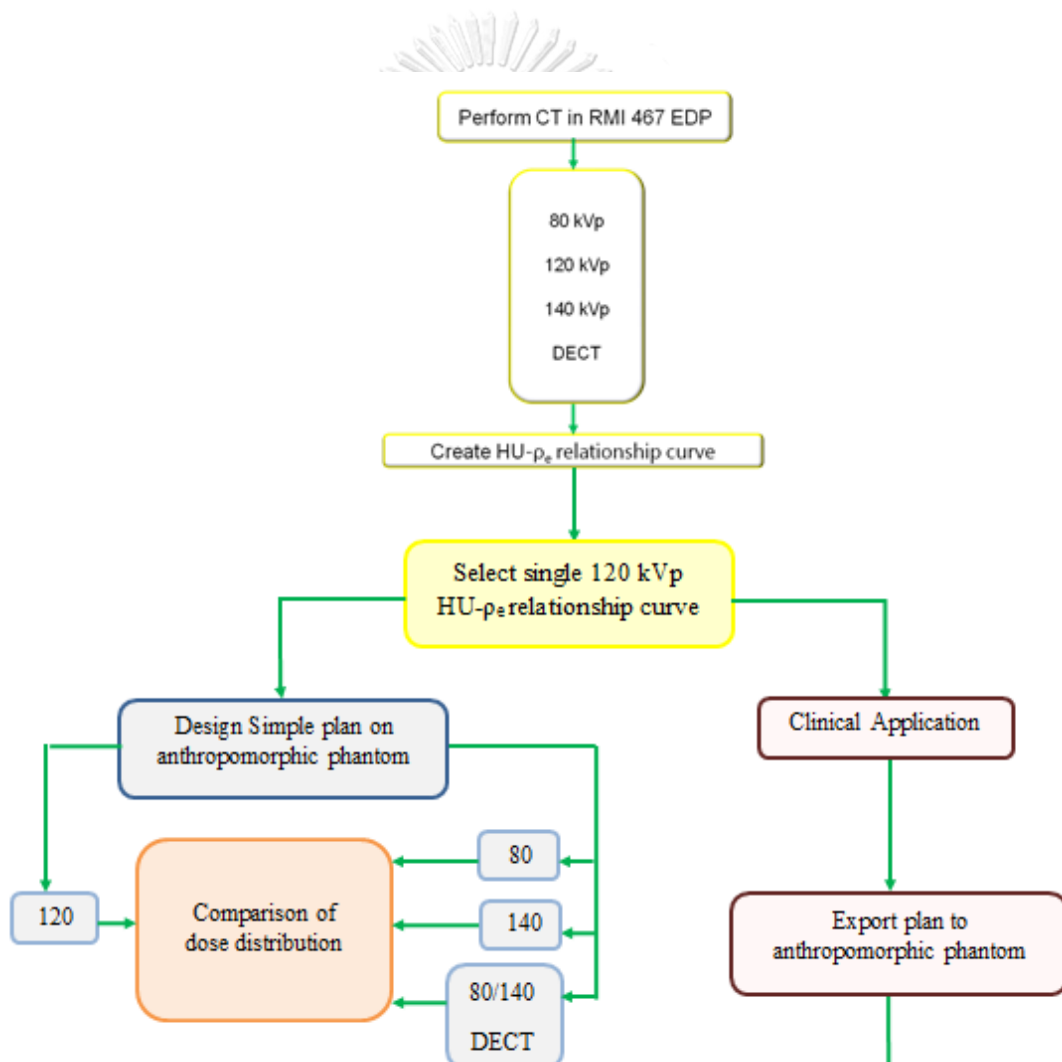 Perform CT in RMI 467 EDP
80 kVp
120 kVp
140 kVp
DECT
Create HU-ρₑ relationship curve
Select single 120 kVp
HU-ρₑ relationship curve
Design Simple plan on
anthropomorphic phantom
Clinical Application
80
120
Comparison of
dose distribution
140
80/140
DECT
Export plan to
anthropomorphic phantom